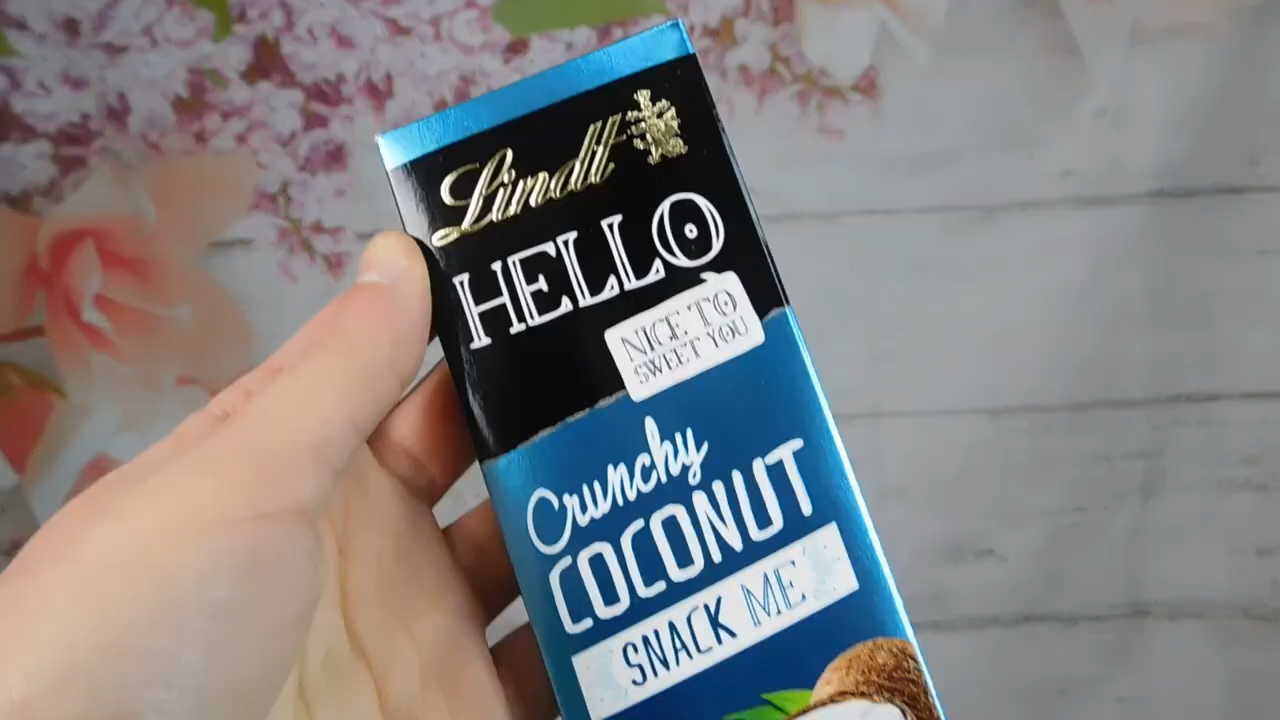 Lindt
HELLO
NICE TO
SWEET YOU
Crunchy
COCONUT
SNACK ME